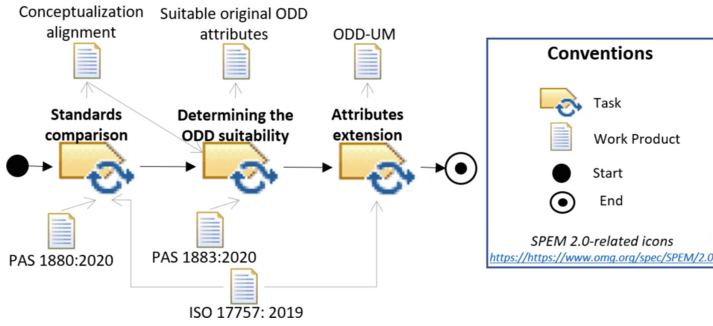 Conceptualization
alignment
Suitable original ODD
attributes
ODD-UM
Standards
comparison
Determining the
ODD suitability
Attributes
extension
PAS 1880:2020
PAS 1883:2020
ISO 17757: 2019
Conventions
Task
Work Product
Start
End
SPEM 2.0-related icons
https://https://www.omg.org/spec/SPEM/2.0